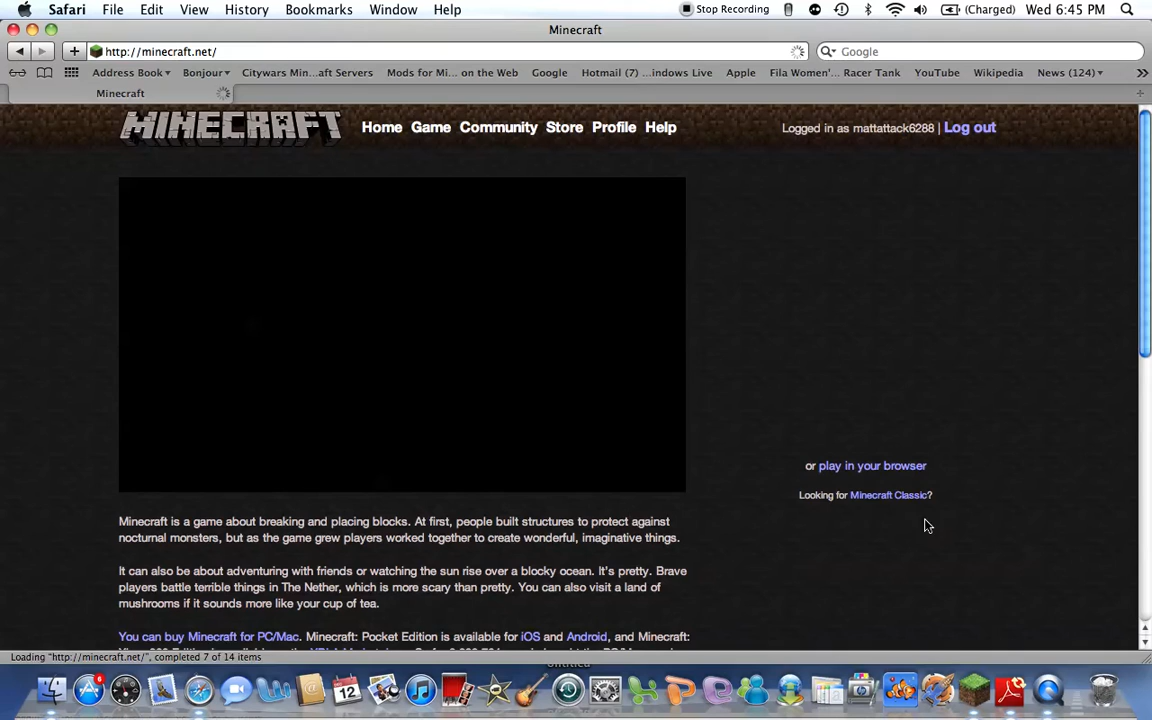 Safari File Edit View History Bookmarks Window Help Stop Recording (Charged) Wed 6:45 PM
Minecraft
http://minecraft.net/ Google
Address Book Bonjour Citywars Min...aft Servers Mods for Mi... on the Web Google Hotmail (7) ...indows Live Apple Fila Women'... Racer Tank YouTube Wikipedia News (124)
Minecraft
MINECRAFT Home Game Community Store Profile Help Logged in as mattattack6288 | Log out
or play in your browser
Looking for Minecraft Classic?
Minecraft is a game about breaking and placing blocks. At first, people built structures to protect against
nocturnal monsters, but as the game grew players worked together to create wonderful, imaginative things.
It can also be about adventuring with friends or watching the sun rise over a blocky ocean. It's pretty. Brave
players battle terrible things in The Nether, which is more scary than pretty. You can also visit a land of
mushrooms if it sounds more like your cup of tea.
You can buy Minecraft for PC/Mac. Minecraft: Pocket Edition is available for iOS and Android, and Minecraft:
Loading "http://minecraft.net/", completed 7 of 14 items
Untitled
6
12